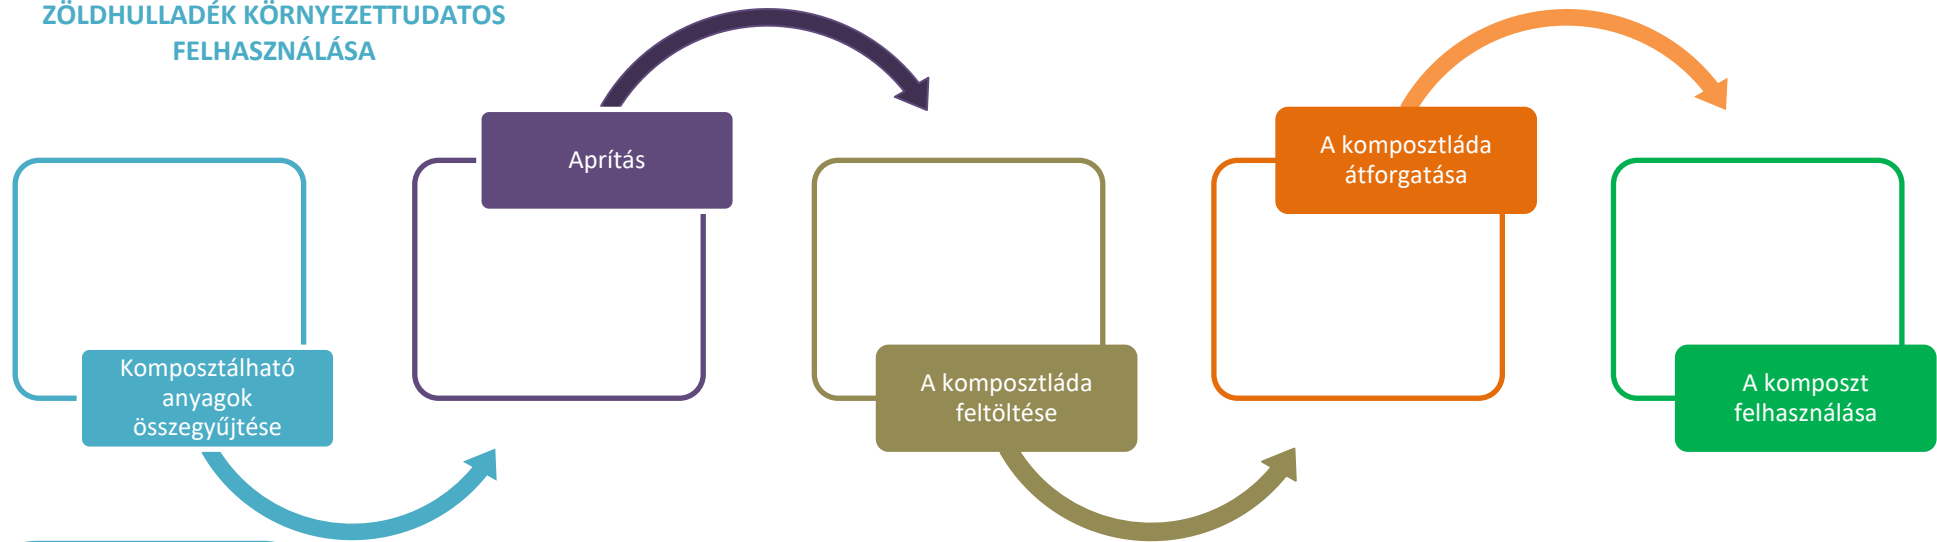 ZÖLDHULLADÉK KÖRNYEZETTUDATOS
FELHASZNÁLÁSA
Komposztálható
anyagok
összegyűjtése
Aprítás
A komposztláda
feltöltése
A komposztláda
átforgatása
A komposzt
felhasználása